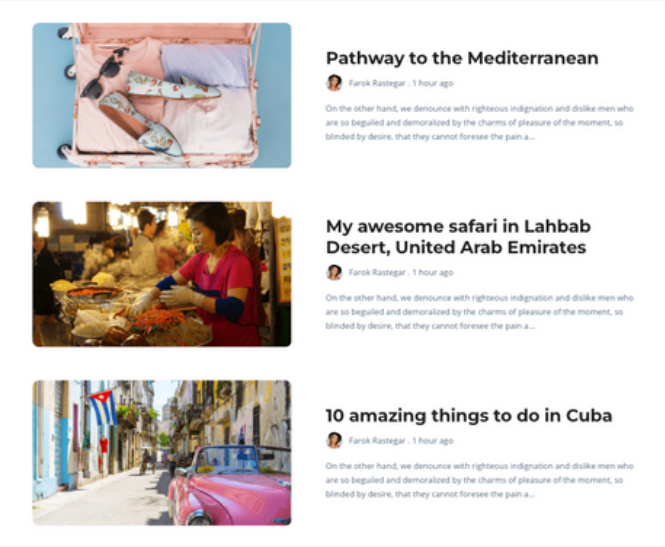 Pathway to the Mediterranean
Farok Rastegar . 1 hour ago
On the other hand, we denounce with righteous indignation and dislike men who
are so beguiled and demoralized by the charms of pleasure of the moment, so
blinded by desire, that they cannot foresee the pain a...
My awesome safari in Lahbab
Desert, United Arab Emirates
Farok Rastegar . 1 hour ago
On the other hand, we denounce with righteous indignation and dislike men who
are so beguiled and demoralized by the charms of pleasure of the moment, so
blinded by desire, that they cannot foresee the pain a...
10 amazing things to do in Cuba
Farok Rastegar . 1 hour ago
On the other hand, we denounce with righteous indignation and dislike men who
are so beguiled and demoralized by the charms of pleasure of the moment, so
blinded by desire, that they cannot foresee the pain a...